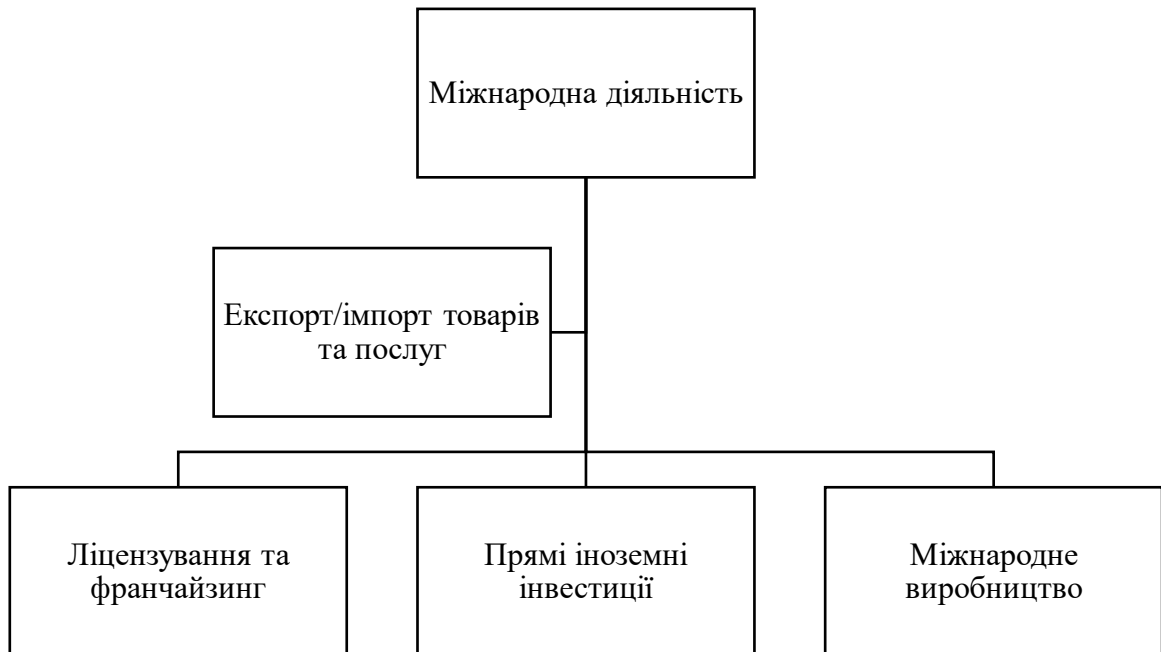 Міжнародна діяльність
Експорт/імпорт товарів
та послуг
Ліцензування та
франчайзинг
Прямі іноземні
інвестиції
Міжнародне
виробництво